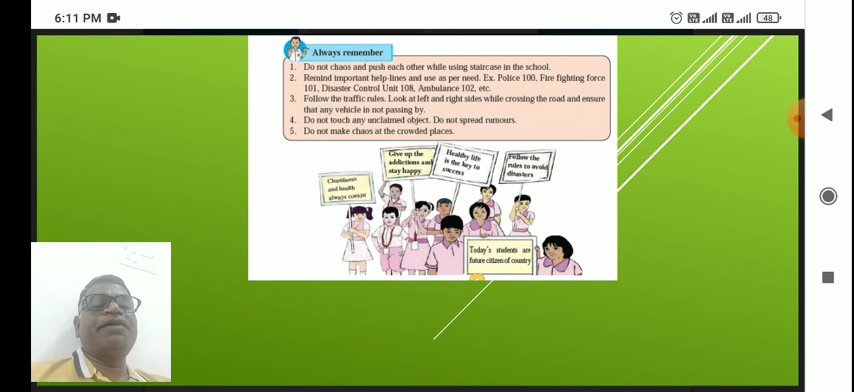 6:11 PM
48
Always remember
1. Do not chaos and push each other while using staircase in the school.
2. Remind important help-lines and use as per need. Ex. Police 100, Fire fighting force
101, Disaster Control Unit 108, Ambulance 102, etc.
3. Follow the traffic rules. Look at left and right sides while crossing the road and ensure
that any vehicle in not passing by.
4. Do not touch any unclaimed object. Do not spread rumours.
5. Do not make chaos at the crowded places.
Cleanliness
and health
always
Give up the
addictions and
stay happy
Healthy life
is the key to
success
Follow the
rules to avoid
disasters
Today's students are
future citizen of country